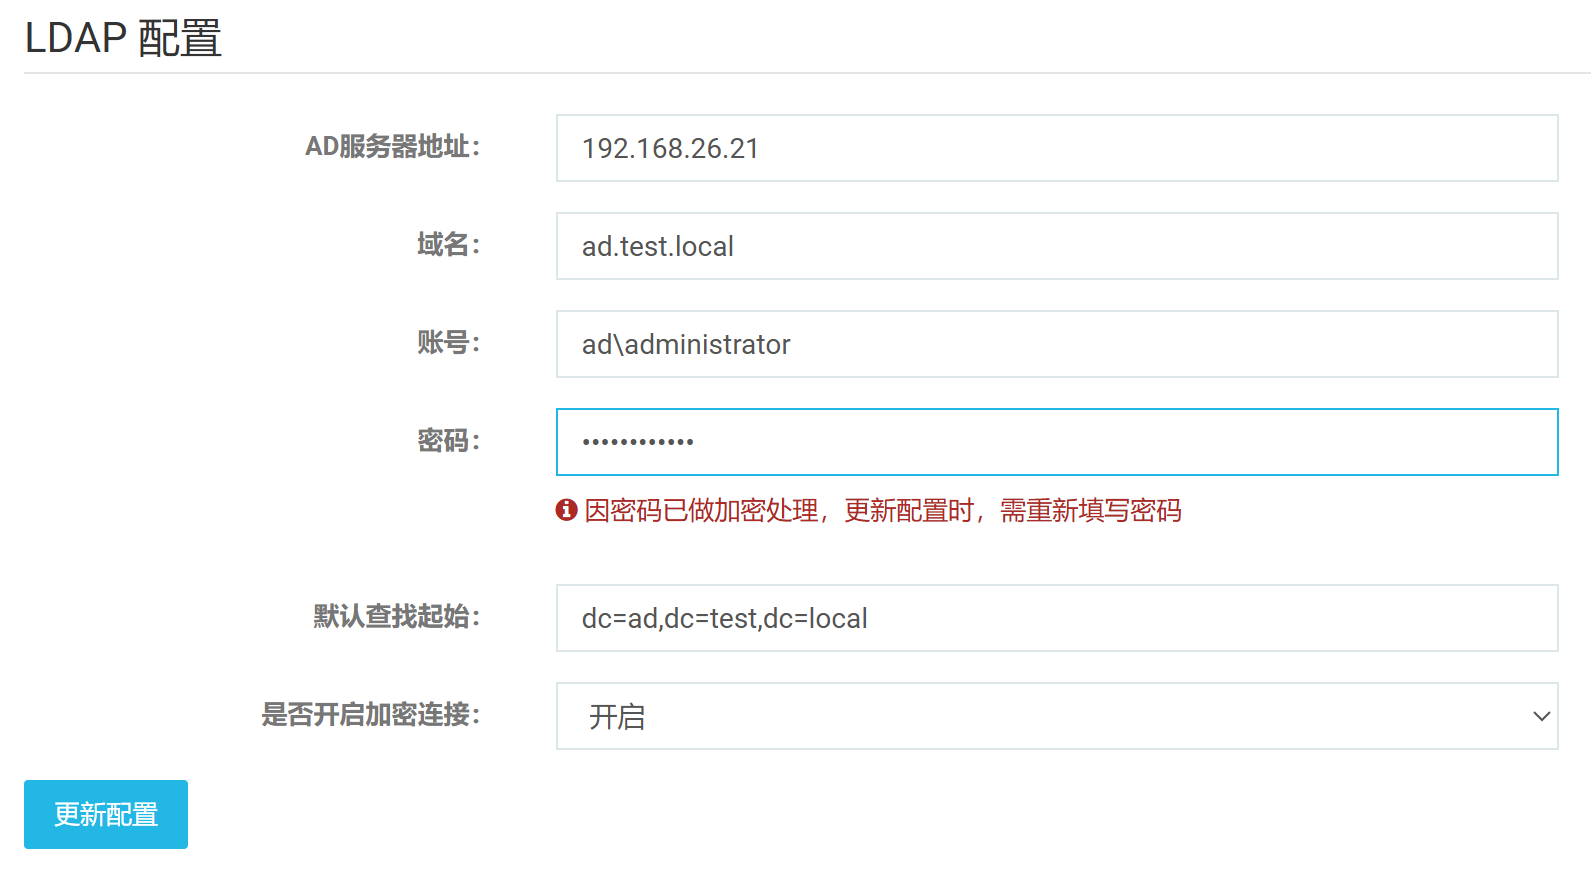 LDAP 配置
AD服务器地址：
192.168.26.21
域名：
ad.test.local
账号：
ad\administrator
密码：
••••••••••••
因密码已做加密处理，更新配置时，需重新填写密码
默认查找起始：
dc=ad,dc=test,dc=local
是否开启加密连接：
开启
更新配置